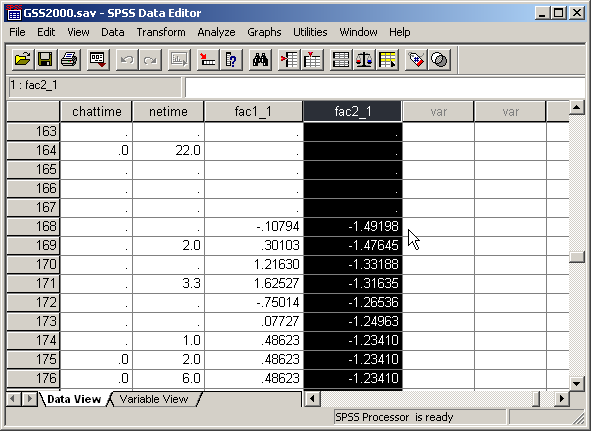 GSS2000.sav - SPSS Data Editor
File Edit View Data Transform Analyze Graphs Utilities Window Help
1 : fac2_1
chattime netime fac1_1 fac2_1 var var
163 . . . .
164 .0 22.0 . .
165 . . . .
166 . . . .
167 . . . .
168 . . -.10794 -1.49198
169 . 2.0 .30103 -1.47645
170 . . 1.21630 -1.33188
171 . 3.3 1.62527 -1.31635
172 . . -.75014 -1.26536
173 . . .07727 -1.24963
174 . 1.0 .48623 -1.23410
175 .0 2.0 .48623 -1.23410
176 .0 6.0 .48623 -1.23410
Data View Variable View
SPSS Processor is ready